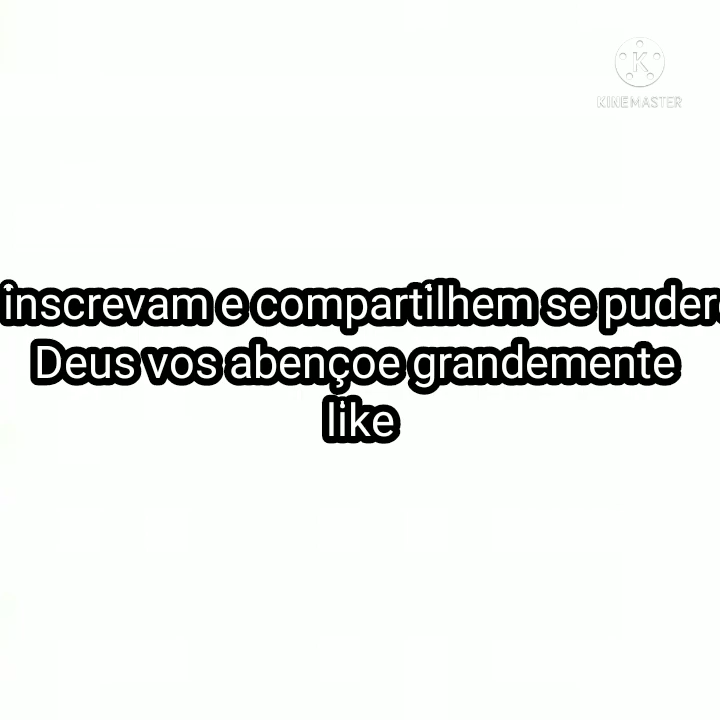 KINEMASTER
inscrevam e compartilhem se puder
Deus vos abençoe grandemente
like